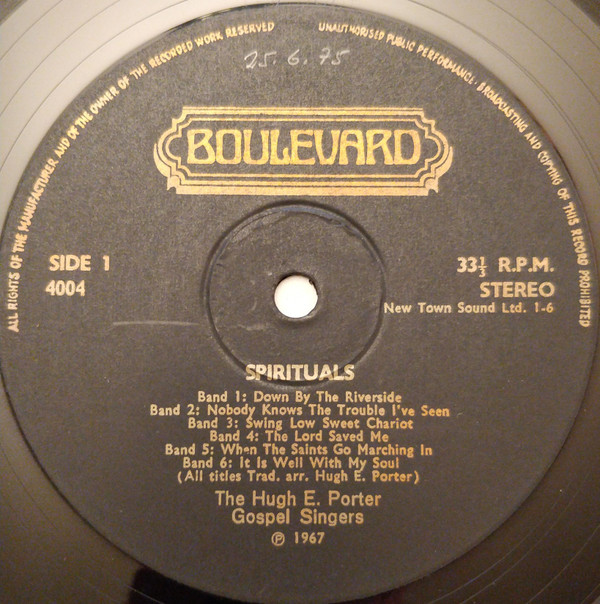 ALL RIGHTS OF THE MANUFACTURER AND OF THE OWNER OF THE RECORDED WORK RESERVED
UNAUTHORISED PUBLIC PERFORMANCE· BROADCASTING AND COPYING OF THIS RECORD PROHIBITED
25.6.75
BOULEVARD
SIDE 1
4004
33⅓ R.P.M.
STEREO
New Town Sound Ltd. 1-6
SPIRITUALS
Band 1: Down By The Riverside
Band 2: Nobody Knows The Trouble I've Seen
Band 3: Swing Low Sweet Chariot
Band 4: The Lord Saved Me
Band 5: When The Saints Go Marching In
Band 6: It Is Well With My Soul
(All titles Trad. arr. Hugh E. Porter)
The Hugh E. Porter
Gospel Singers
℗ 1967